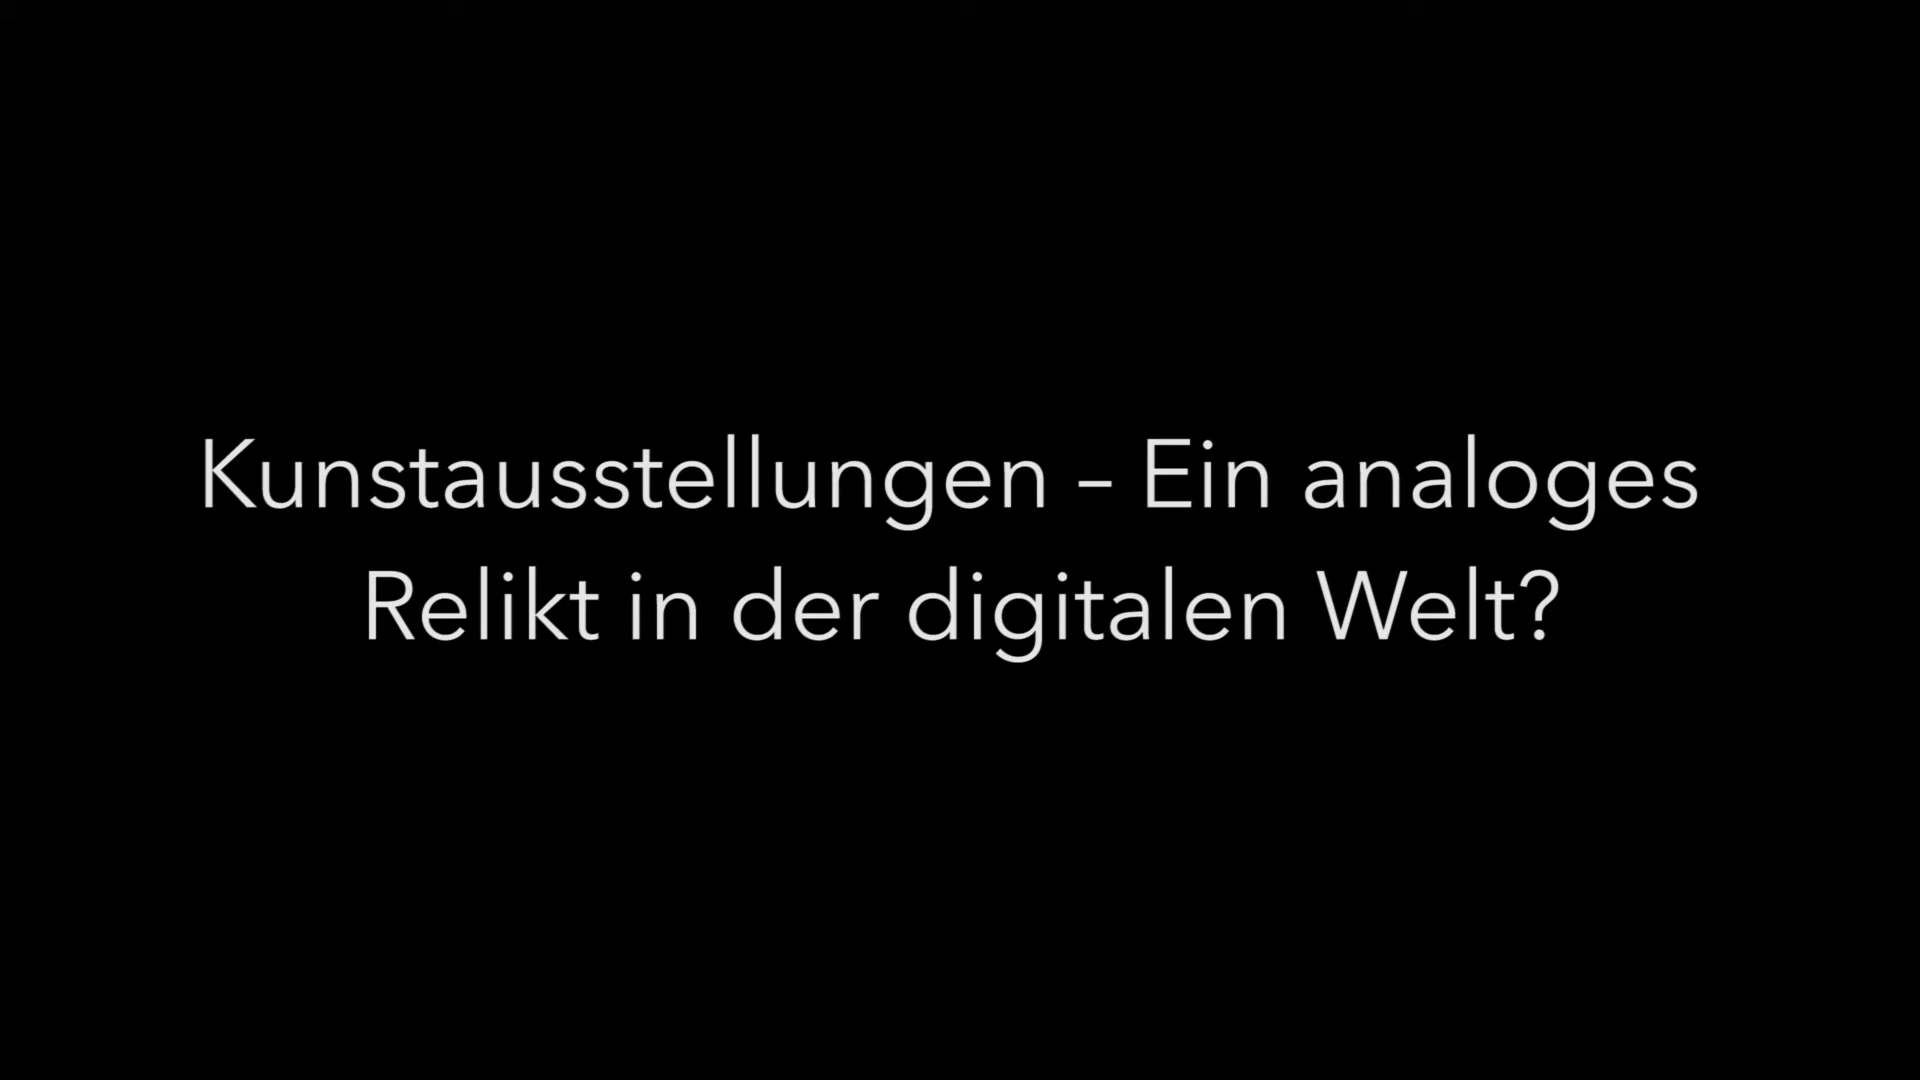 Kunstausstellungen – Ein analoges
Relikt in der digitalen Welt?